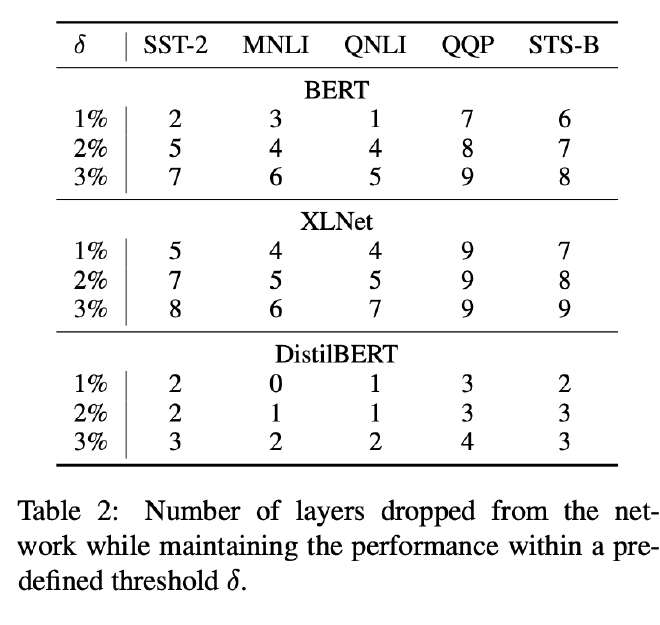 δ SST-2 MNLI QNLI QQP STS-B
BERT
1% 2 3 1 7 6
2% 5 4 4 8 7
3% 7 6 5 9 8
XLNet
1% 5 4 4 9 7
2% 7 5 5 9 8
3% 8 6 7 9 9
DistilBERT
1% 2 0 1 3 2
2% 2 1 1 3 3
3% 3 2 2 4 3
Table 2: Number of layers dropped from the net-
work while maintaining the performance within a pre-
defined threshold δ.